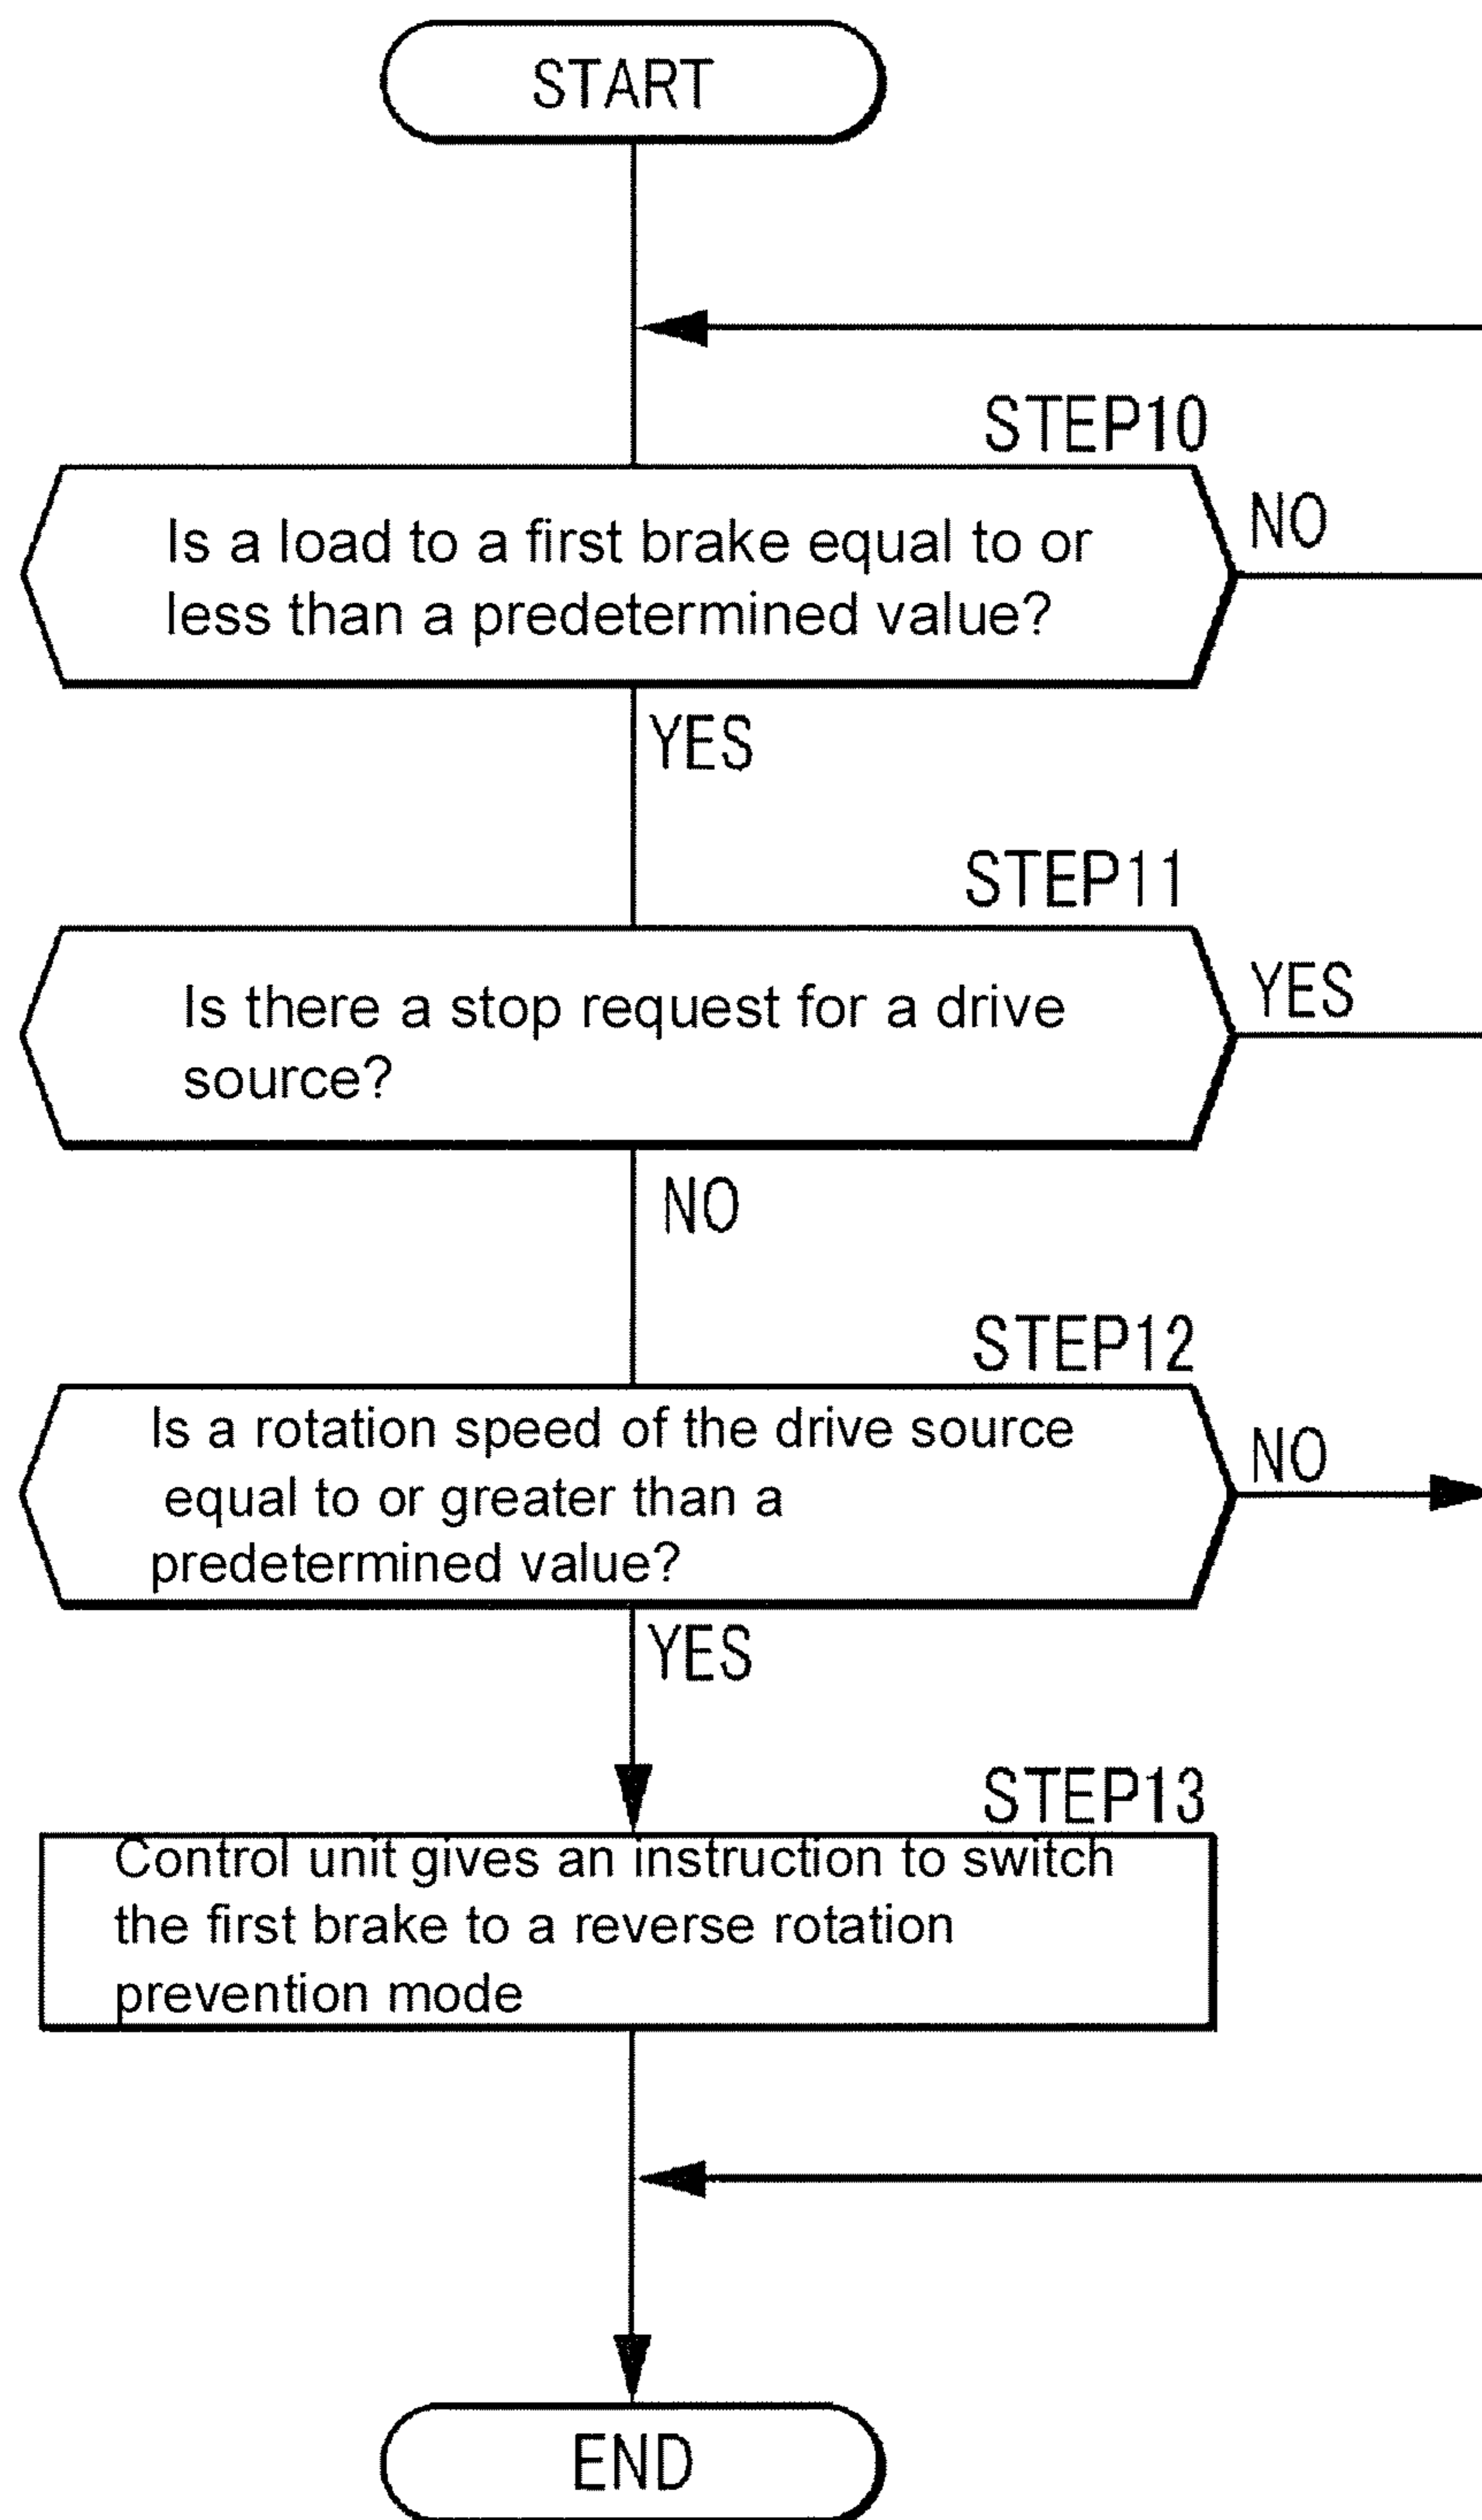 START
STEP10
Is a load to a first brake equal to or
less than a predetermined value?
NO
YES
STEP11
Is there a stop request for a drive
source?
YES
NO
STEP12
Is a rotation speed of the drive source
equal to or greater than a
predetermined value?
NO
YES
STEP13
Control unit gives an instruction to switch
the first brake to a reverse rotation
prevention mode
END